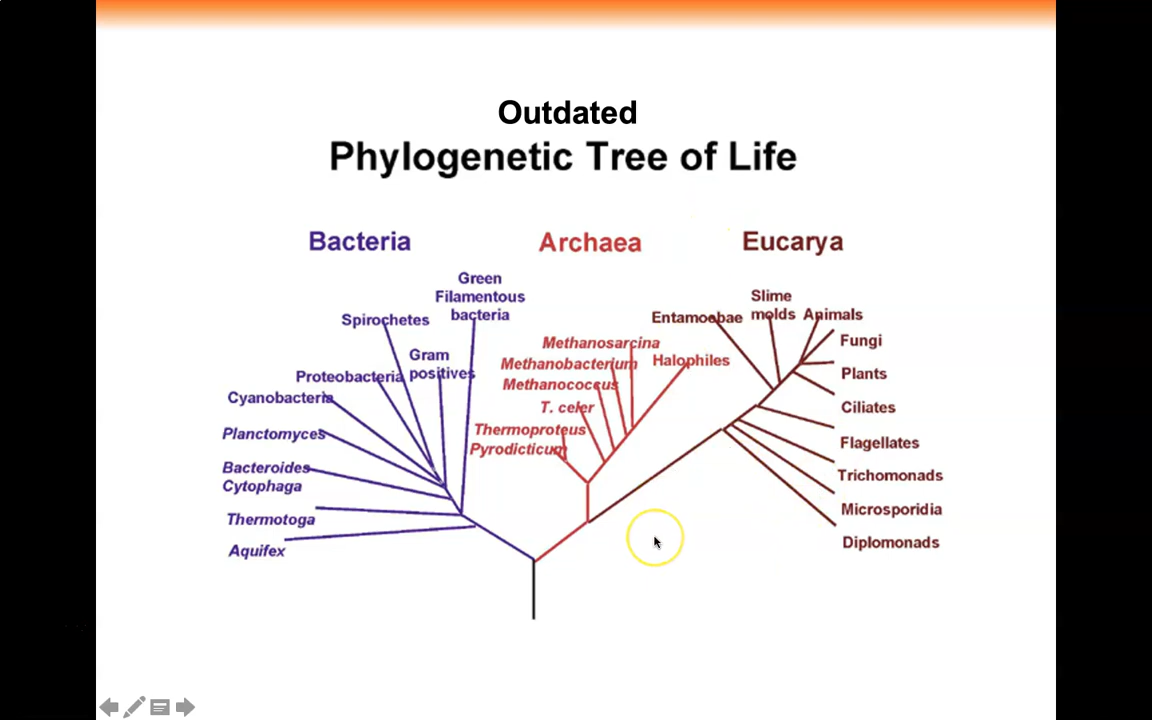 Outdated
Phylogenetic Tree of Life
Bacteria
Archaea
Eucarya
Green
Filamentous
bacteria
Spirochetes
Gram
positives
Proteobacteria
Cyanobacteria
Planctomyces
Bacteroides
Cytophaga
Thermotoga
Aquifex
Methanosarcina
Methanobacterium
Methanococcus
T. celer
Thermoproteus
Pyrodicticum
Halophiles
Entamoebae
Slime
molds
Animals
Fungi
Plants
Ciliates
Flagellates
Trichomonads
Microsporidia
Diplomonads